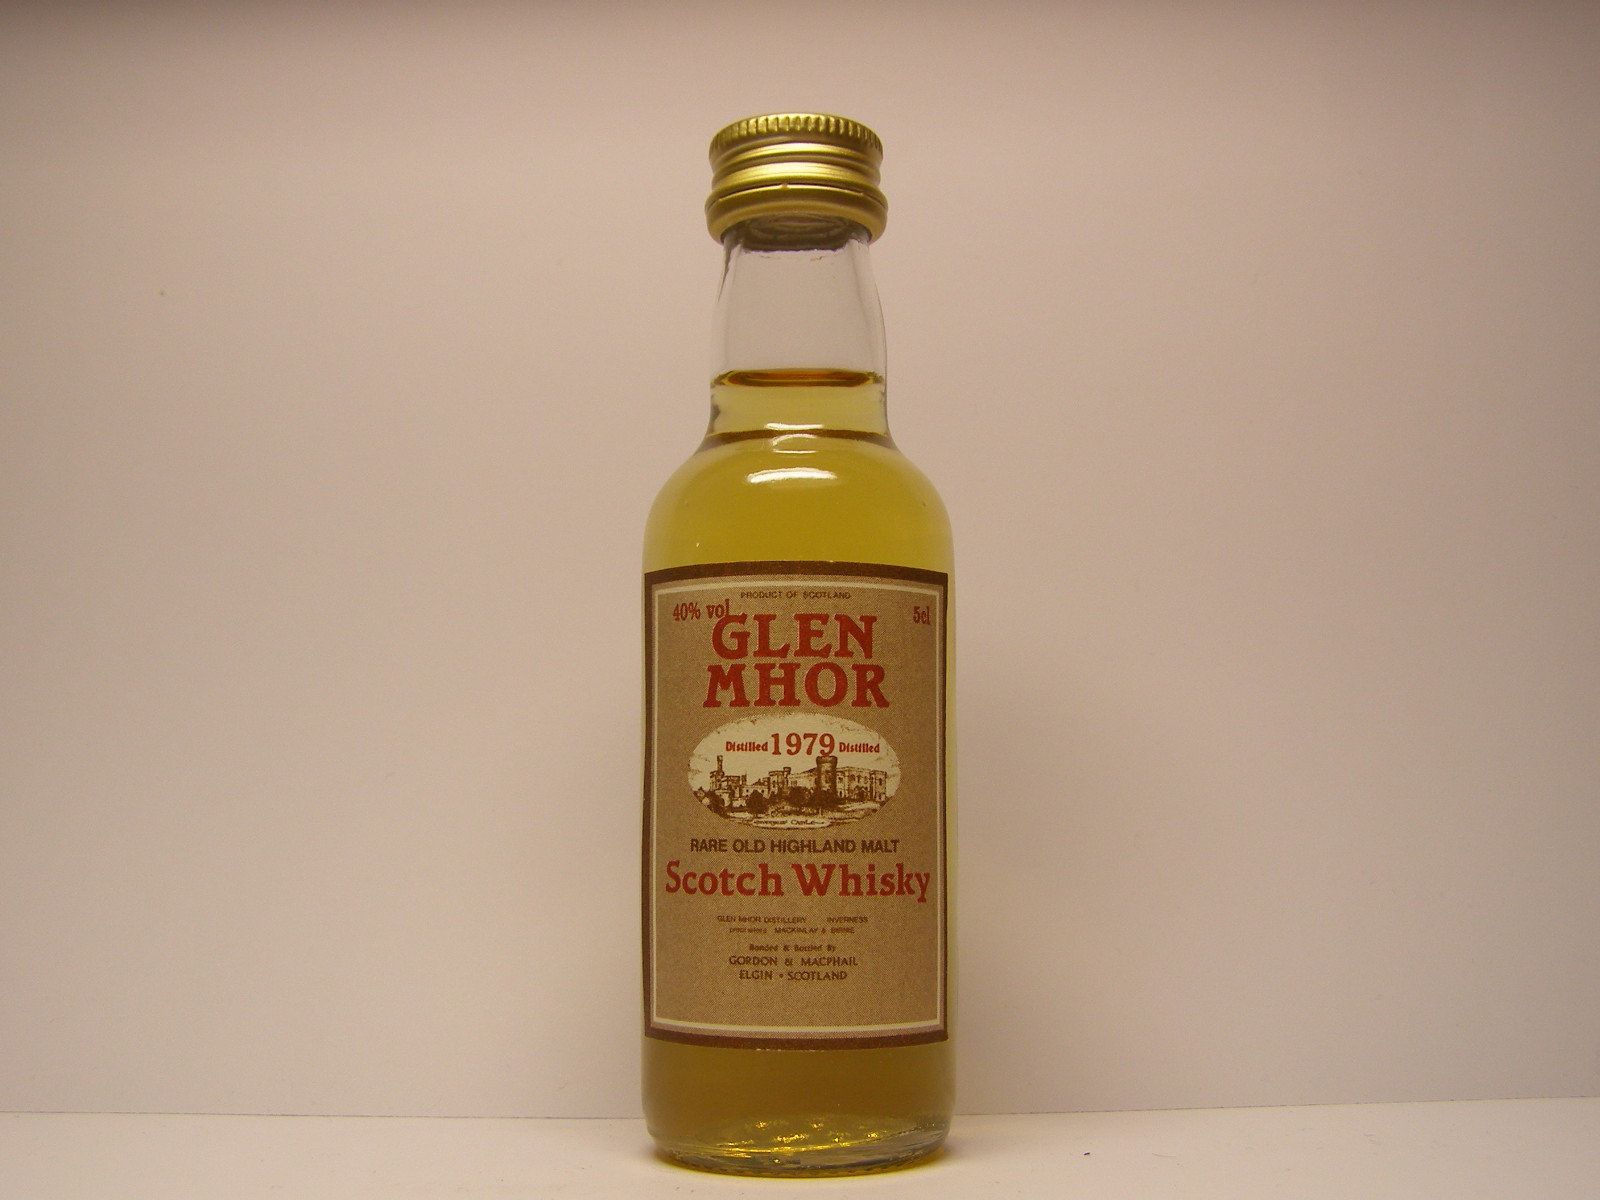 PRODUCT OF SCOTLAND
40% vol 5cl
GLEN
MHOR
Distilled 1979 Distilled
RARE OLD HIGHLAND MALT
Scotch Whisky
GLEN MHOR DISTILLERY INVERNESS
MACKINLAY & BIRNIE
Bonded & Bottled By
GORDON & MACPHAIL
ELGIN • SCOTLAND